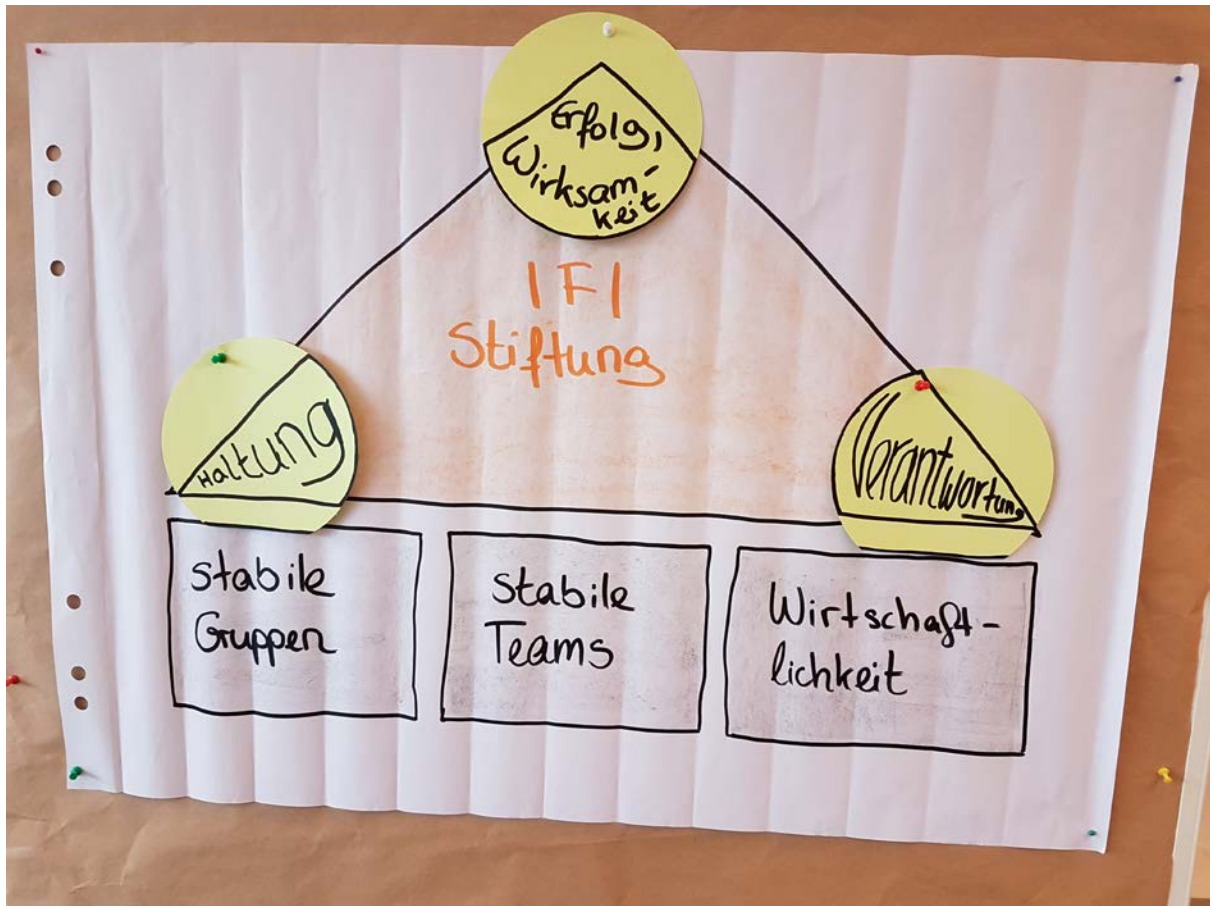 Erfolg,
Wirksam-
keit
IFI
Stiftung
Haltung
Verantwortung
stabile
Gruppen
Stabile
Teams
Wirtschaft-
lichkeit